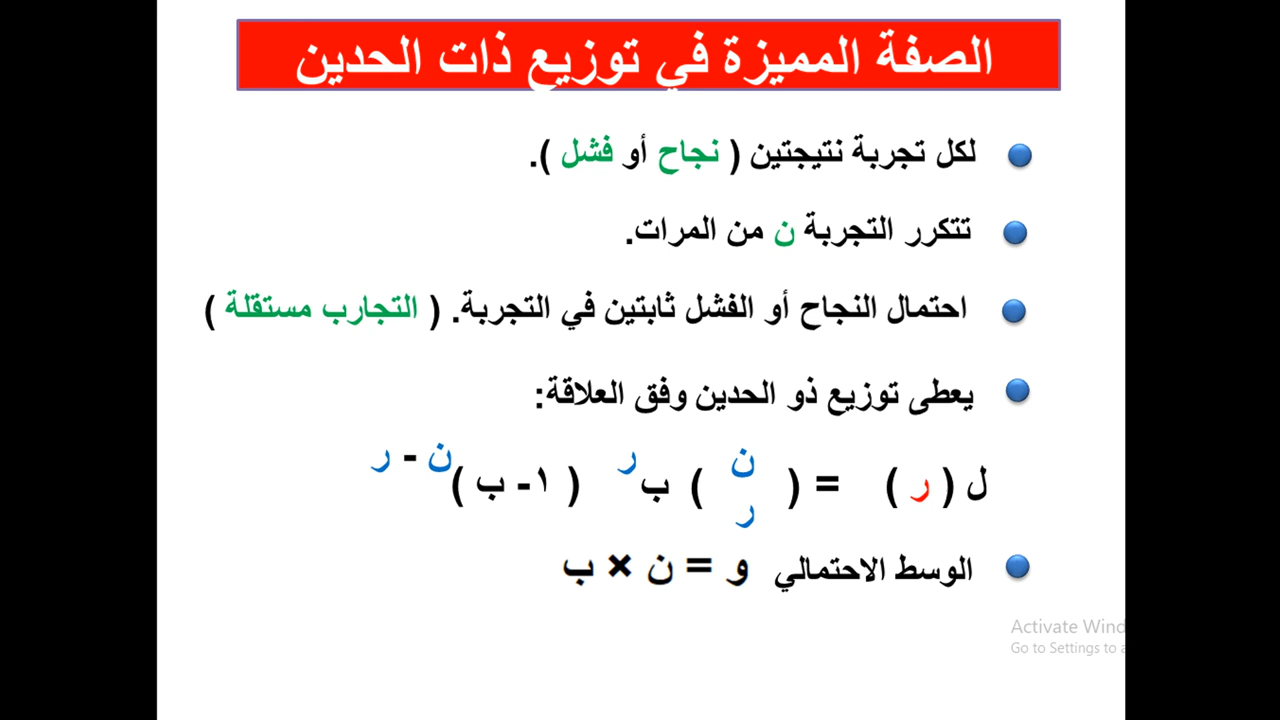 الصفة المميزة في توزيع ذات الحدين
لكل تجربة نتيجتين ( نجاح أو فشل ).
تتكرر التجربة ن من المرات.
احتمال النجاح أو الفشل ثابتين في التجربة. ( التجارب مستقلة )
يعطى توزيع ذو الحدين وفق العلاقة:
ل ( ر ) = ( ن ر ) ب ر ( ١- ب ) ن - ر
الوسط الاحتمالي و = ن × ب
Activate Wind
Go to Settings to a